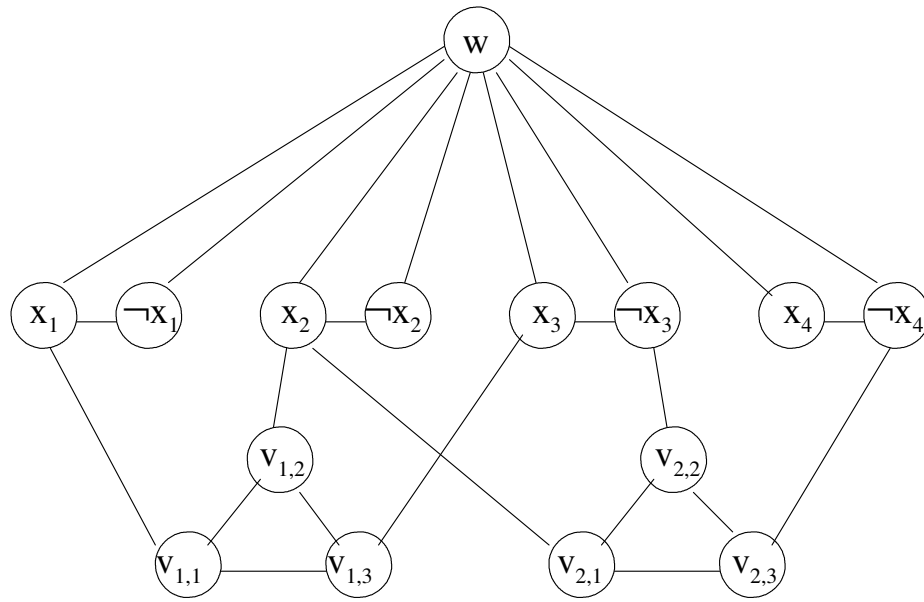 w
x₁ ¬x₁ x₂ ¬x₂ x₃ ¬x₃ x₄ ¬x₄
v₁,₂ v₂,₂
v₁,₁ v₁,₃ v₂,₁ v₂,₃